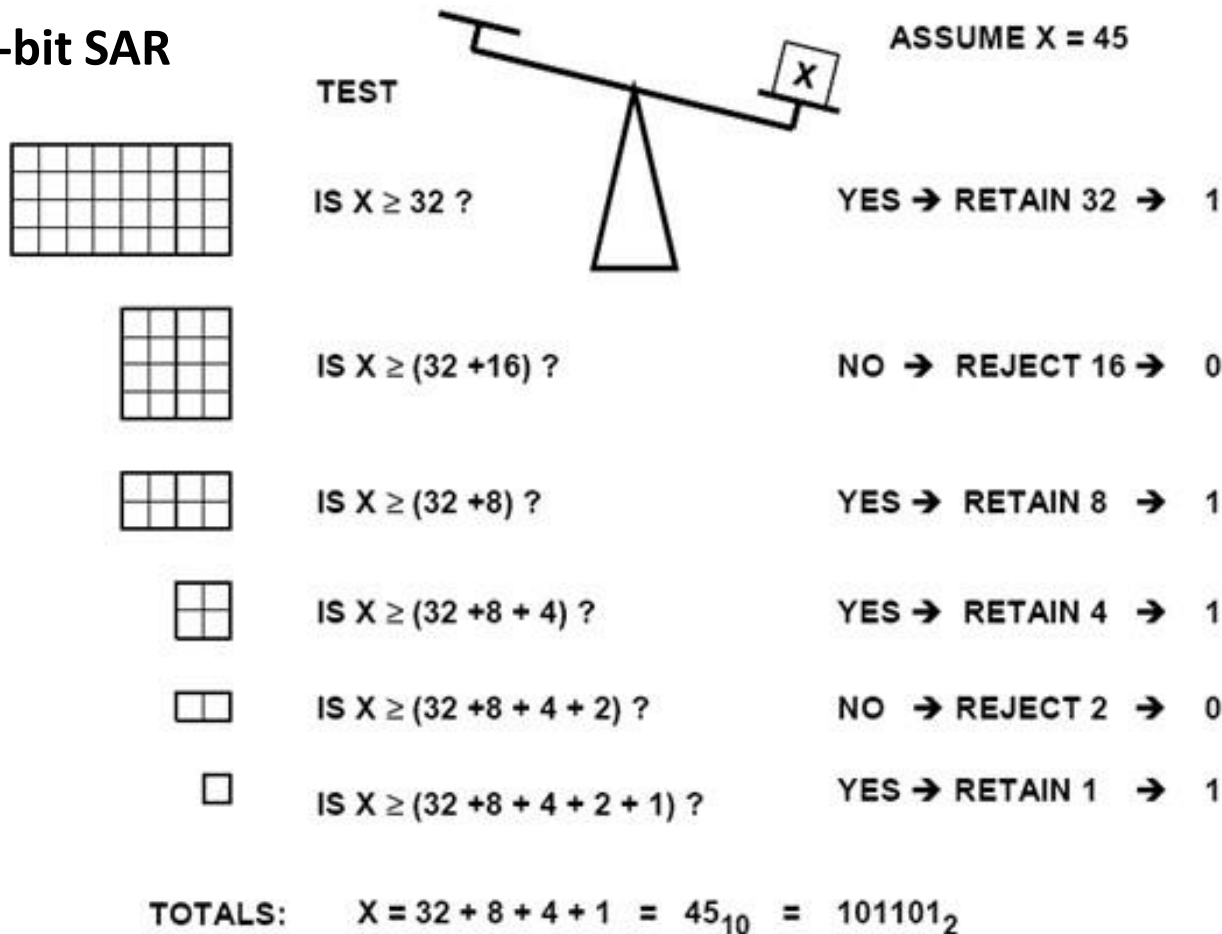 -bit SAR
ASSUME X = 45
X
TEST
IS X ≥ 32 ? YES → RETAIN 32 → 1
IS X ≥ (32 +16) ? NO → REJECT 16 → 0
IS X ≥ (32 +8) ? YES → RETAIN 8 → 1
IS X ≥ (32 +8 + 4) ? YES → RETAIN 4 → 1
IS X ≥ (32 +8 + 4 + 2) ? NO → REJECT 2 → 0
IS X ≥ (32 +8 + 4 + 2 + 1) ? YES → RETAIN 1 → 1
TOTALS: X = 32 + 8 + 4 + 1 = 45₁₀ = 101101₂